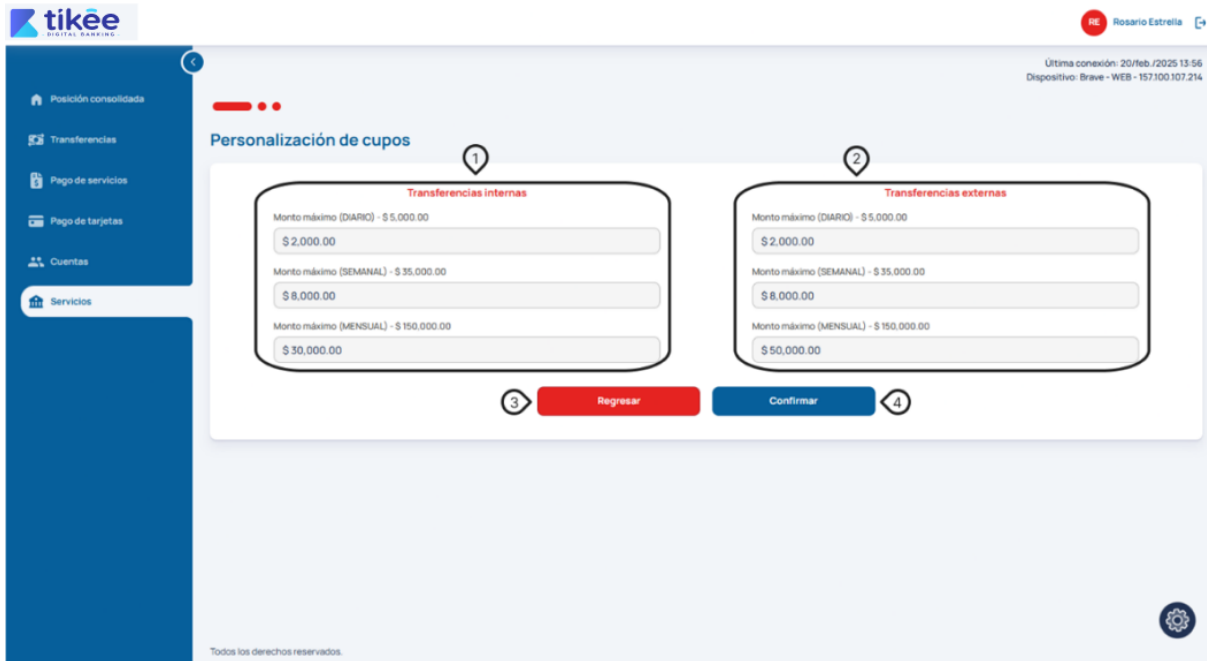 tikēe
DIGITAL BANKING
RE Rosario Estrella
Última conexión: 20/feb./2025 13:56
Dispositivo: Brave - WEB - 157.100.107.214
Posición consolidada
Transferencias
Pago de servicios
Pago de tarjetas
Cuentas
Servicios
Personalización de cupos
1
2
Transferencias internas
Monto máximo (DIARIO) - $ 5,000.00
$ 2,000.00
Monto máximo (SEMANAL) - $ 35,000.00
$ 8,000.00
Monto máximo (MENSUAL) - $ 150,000.00
$ 30,000.00
Transferencias externas
Monto máximo (DIARIO) - $ 5,000.00
$ 2,000.00
Monto máximo (SEMANAL) - $ 35,000.00
$ 8,000.00
Monto máximo (MENSUAL) - $ 150,000.00
$ 50,000.00
3 Regresar Confirmar 4
Todos los derechos reservados.